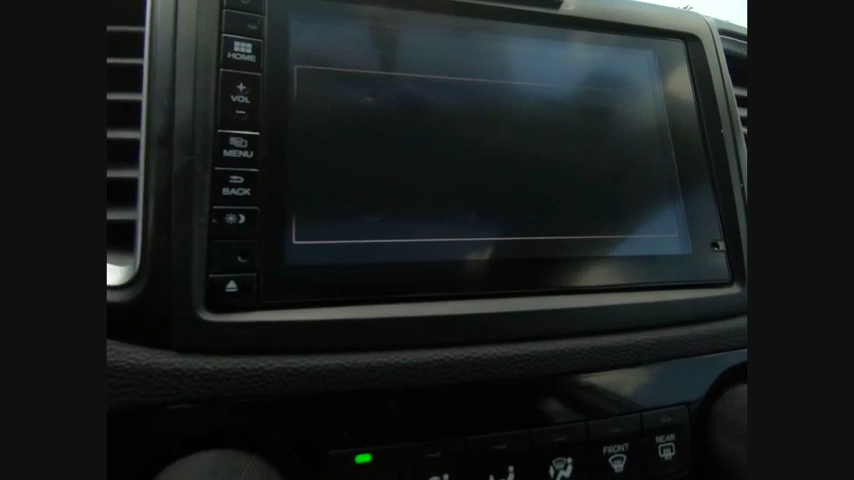 HOME
VOL
MENU
BACK
FRONT
REAR